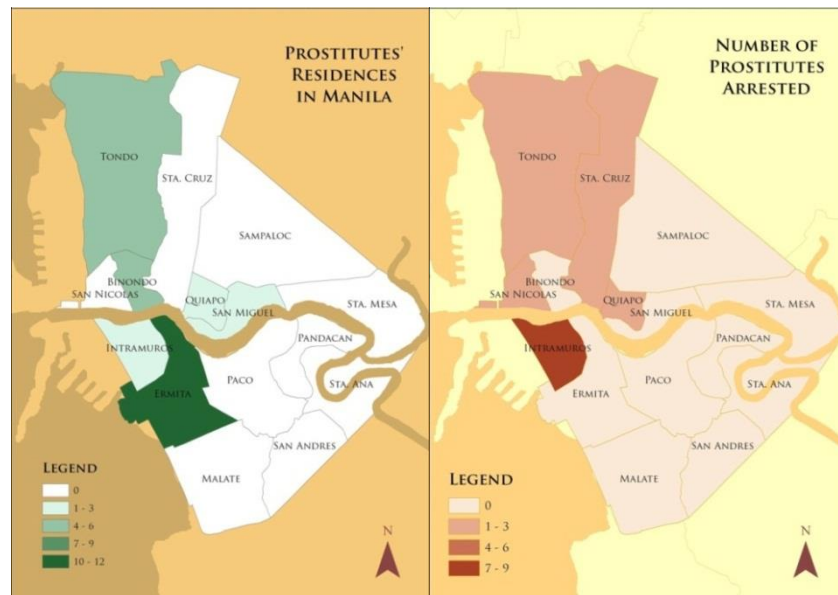 PROSTITUTES'
RESIDENCES
IN MANILA
TONDO
STA. CRUZ
SAMPALOC
BINONDO
SAN NICOLAS
QUIAPO
SAN MIGUEL
STA. MESA
INTRAMUROS
PANDACAN
ERMITA
PACO
STA. ANA
SAN ANDRES
MALATE
LEGEND
0
1 - 3
4 - 6
7 - 9
10 - 12
N
NUMBER OF
PROSTITUTES
ARRESTED
TONDO
STA. CRUZ
SAMPALOC
BINONDO
SAN NICOLAS
QUIAPO
SAN MIGUEL
STA. MESA
INTRAMUROS
PANDACAN
ERMITA
PACO
STA. ANA
SAN ANDRES
MALATE
LEGEND
0
1 - 3
4 - 6
7 - 9
N